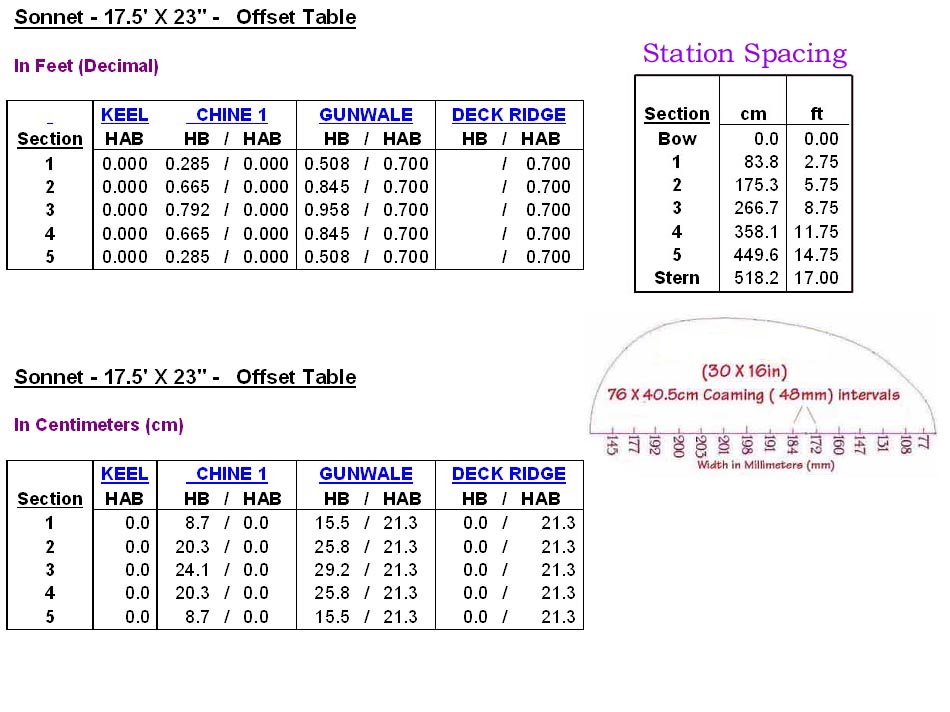 Sonnet - 17.5' X 23" - Offset Table
In Feet (Decimal)
KEEL CHINE 1 GUNWALE DECK RIDGE
Section HAB HB / HAB HB / HAB HB / HAB
1 0.000 0.285 / 0.000 0.508 / 0.700 / 0.700
2 0.000 0.665 / 0.000 0.845 / 0.700 / 0.700
3 0.000 0.792 / 0.000 0.958 / 0.700 / 0.700
4 0.000 0.665 / 0.000 0.845 / 0.700 / 0.700
5 0.000 0.285 / 0.000 0.508 / 0.700 / 0.700
Station Spacing
Section cm ft
Bow 0.0 0.00
1 83.8 2.75
2 175.3 5.75
3 266.7 8.75
4 358.1 11.75
5 449.6 14.75
Stern 518.2 17.00
(30 X 16in)
76 X 40.5cm Coaming ( 48mm) intervals
145 177 192 200 203 201 198 191 184 172 160 147 131 108 77
Width in Millimeters (mm)
Sonnet - 17.5' X 23" - Offset Table
In Centimeters (cm)
KEEL CHINE 1 GUNWALE DECK RIDGE
Section HAB HB / HAB HB / HAB HB / HAB
1 0.0 8.7 / 0.0 15.5 / 21.3 0.0 / 21.3
2 0.0 20.3 / 0.0 25.8 / 21.3 0.0 / 21.3
3 0.0 24.1 / 0.0 29.2 / 21.3 0.0 / 21.3
4 0.0 20.3 / 0.0 25.8 / 21.3 0.0 / 21.3
5 0.0 8.7 / 0.0 15.5 / 21.3 0.0 / 21.3